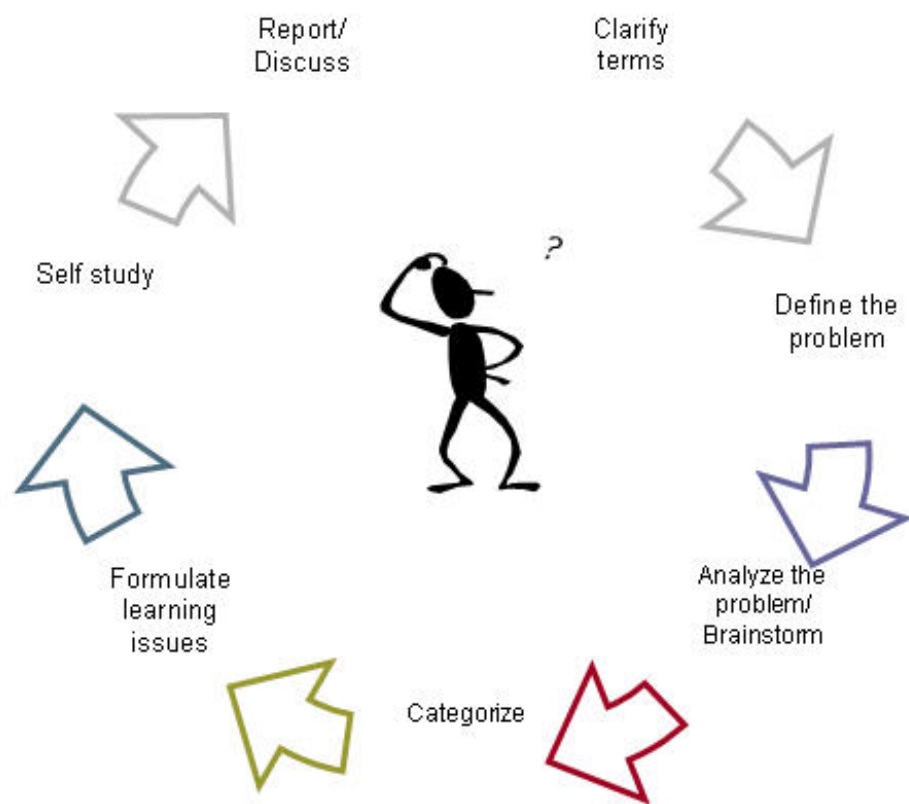 Report/
Discuss
Clarify
terms
?
Self study
Define the
problem
Formulate
learning
issues
Analyze the
problem/
Brainstorm
Categorize